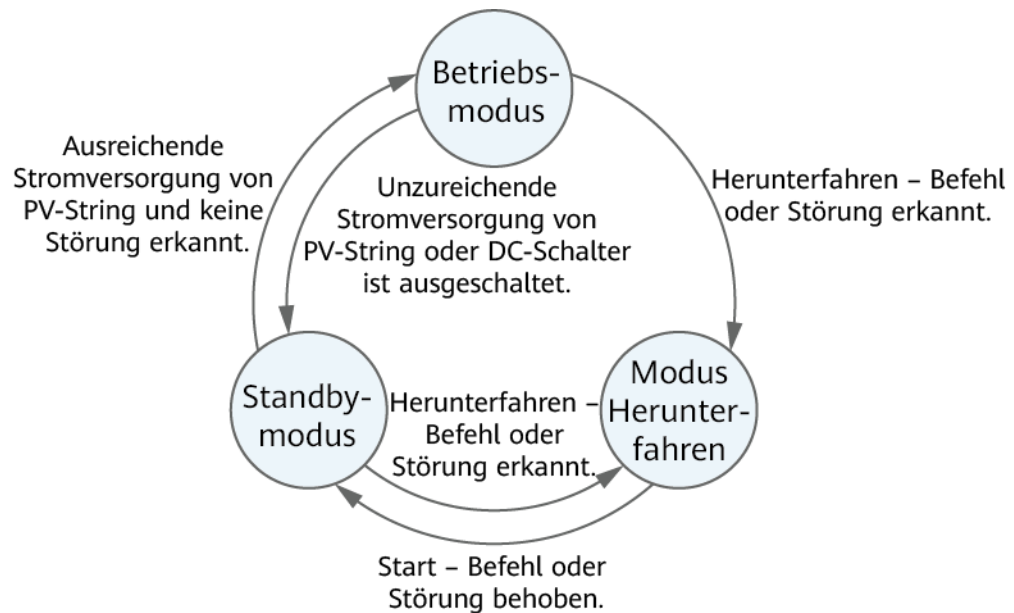 Betriebs-
modus
Ausreichende
Stromversorgung von
PV-String und keine
Störung erkannt.
Unzureichende
Stromversorgung von
PV-String oder DC-Schalter
ist ausgeschaltet.
Herunterfahren – Befehl
oder Störung erkannt.
Standby-
modus
Herunterfahren –
Befehl oder
Störung erkannt.
Modus
Herunter-
fahren
Start – Befehl oder
Störung behoben.